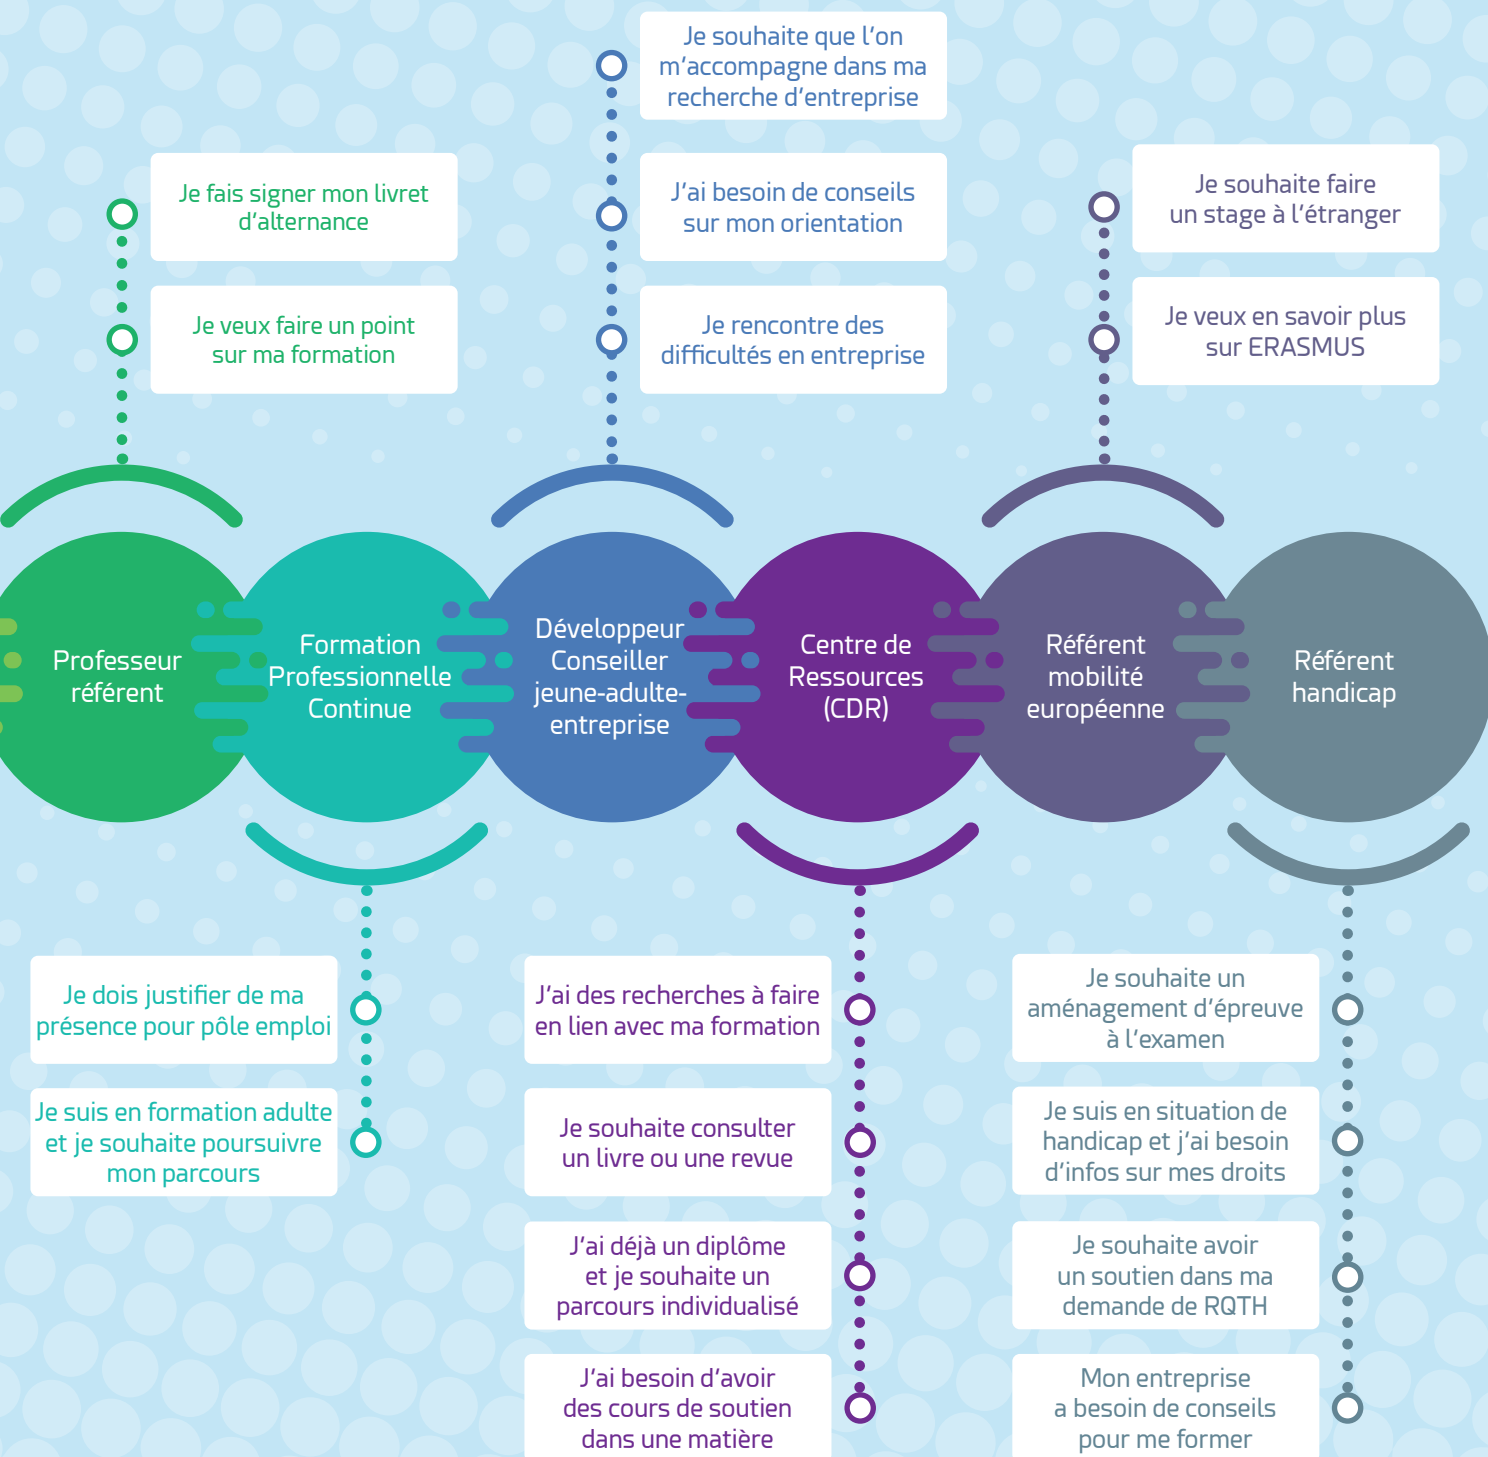 Je souhaite que l'on
m'accompagne dans ma
recherche d'entreprise
Je fais signer mon livret
d'alternance
J'ai besoin de conseils
sur mon orientation
Je souhaite faire
un stage à l'étranger
Je veux faire un point
sur ma formation
Je rencontre des
difficultés en entreprise
Je veux en savoir plus
sur ERASMUS
Professeur
référent
Formation
Professionnelle
Continue
Développeur
Conseiller
jeune-adulte-
entreprise
Centre de
Ressources
(CDR)
Référent
mobilité
européenne
Référent
handicap
Je dois justifier de ma
présence pour pôle emploi
Je suis en formation adulte
et je souhaite poursuivre
mon parcours
J'ai des recherches à faire
en lien avec ma formation
Je souhaite consulter
un livre ou une revue
J'ai déjà un diplôme
et je souhaite un
parcours individualisé
J'ai besoin d'avoir
des cours de soutien
dans une matière
Je souhaite un
aménagement d'épreuve
à l'examen
Je suis en situation de
handicap et j'ai besoin
d'infos sur mes droits
Je souhaite avoir
un soutien dans ma
demande de RQTH
Mon entreprise
a besoin de conseils
pour me former